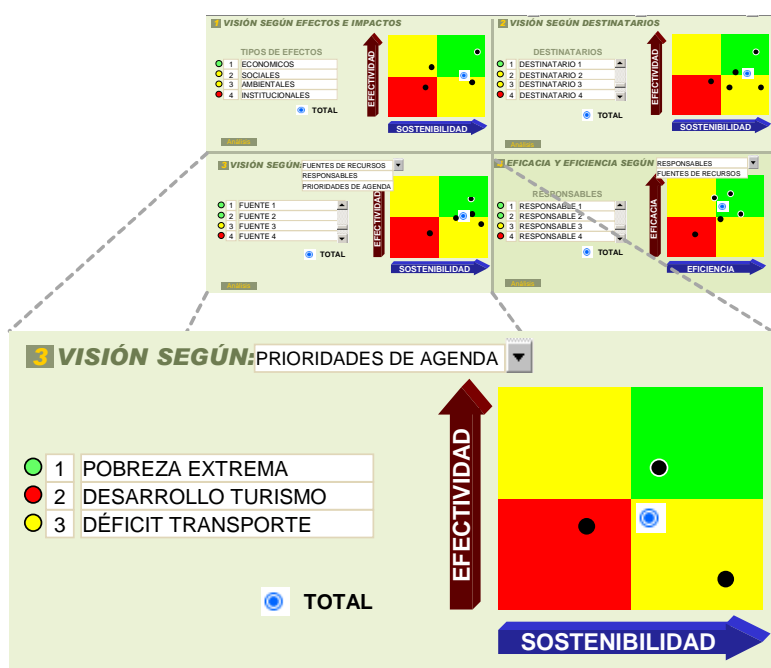 1 VISIÓN SEGÚN EFECTOS E IMPACTOS
TIPOS DE EFECTOS
1 ECONOMICOS
2 SOCIALES
3 AMBIENTALES
4 INSTITUCIONALES
TOTAL
EFECTIVIDAD
SOSTENIBILIDAD
Análisis
2 VISIÓN SEGÚN DESTINATARIOS
DESTINATARIOS
1 DESTINATARIO 1
2 DESTINATARIO 2
3 DESTINATARIO 3
4 DESTINATARIO 4
TOTAL
EFECTIVIDAD
SOSTENIBILIDAD
3 VISIÓN SEGÚN: FUENTES DE RECURSOS
RESPONSABLES
PRIORIDADES DE AGENDA
1 FUENTE 1
2 FUENTE 2
3 FUENTE 3
4 FUENTE 4
TOTAL
EFECTIVIDAD
SOSTENIBILIDAD
Análisis
4 EFICACIA Y EFICIENCIA SEGÚN RESPONSABLES
FUENTES DE RECURSOS
RESPONSABLES
1 RESPONSABLE 1
2 RESPONSABLE 2
3 RESPONSABLE 3
4 RESPONSABLE 4
TOTAL
EFICACIA
EFICIENCIA
Análisis
3 VISIÓN SEGÚN: PRIORIDADES DE AGENDA
1 POBREZA EXTREMA
2 DESARROLLO TURISMO
3 DÉFICIT TRANSPORTE
TOTAL
EFECTIVIDAD
SOSTENIBILIDAD